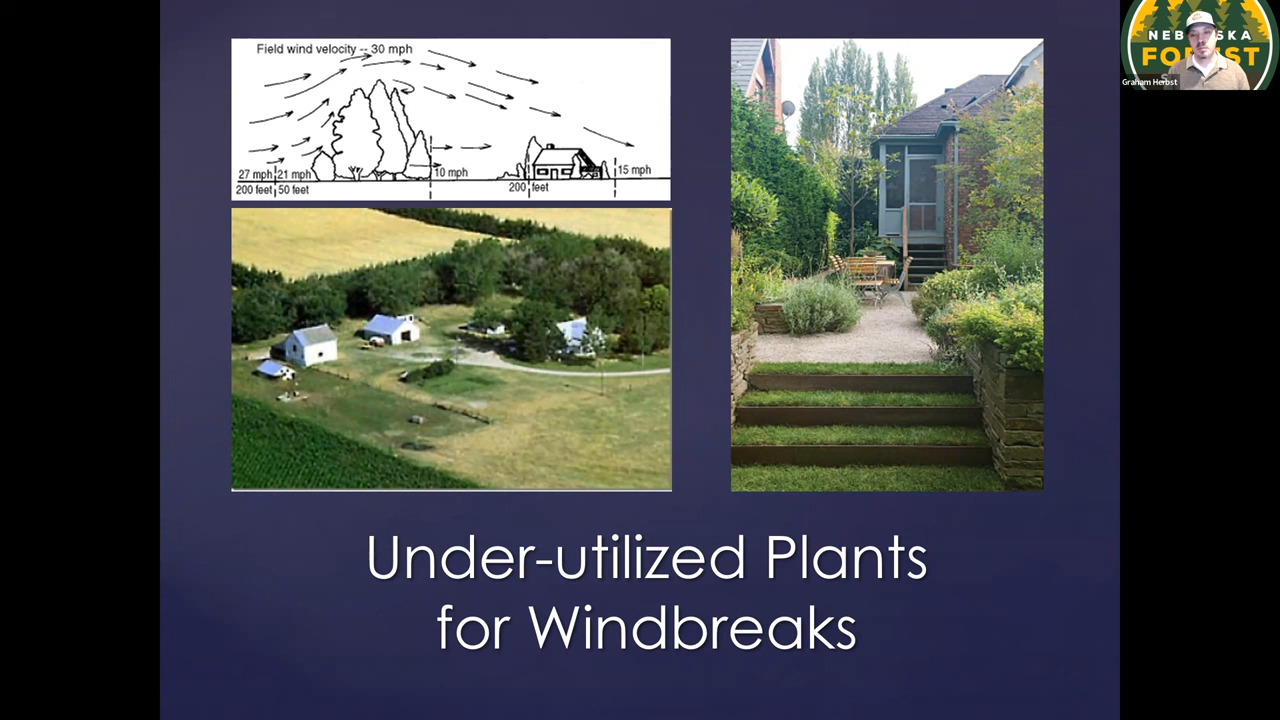 Field wind velocity -- 30 mph
27 mph 21 mph 10 mph 15 mph
200 feet 50 feet 200 feet
Under-utilized Plants
for Windbreaks
FOREST
Graham Herbst